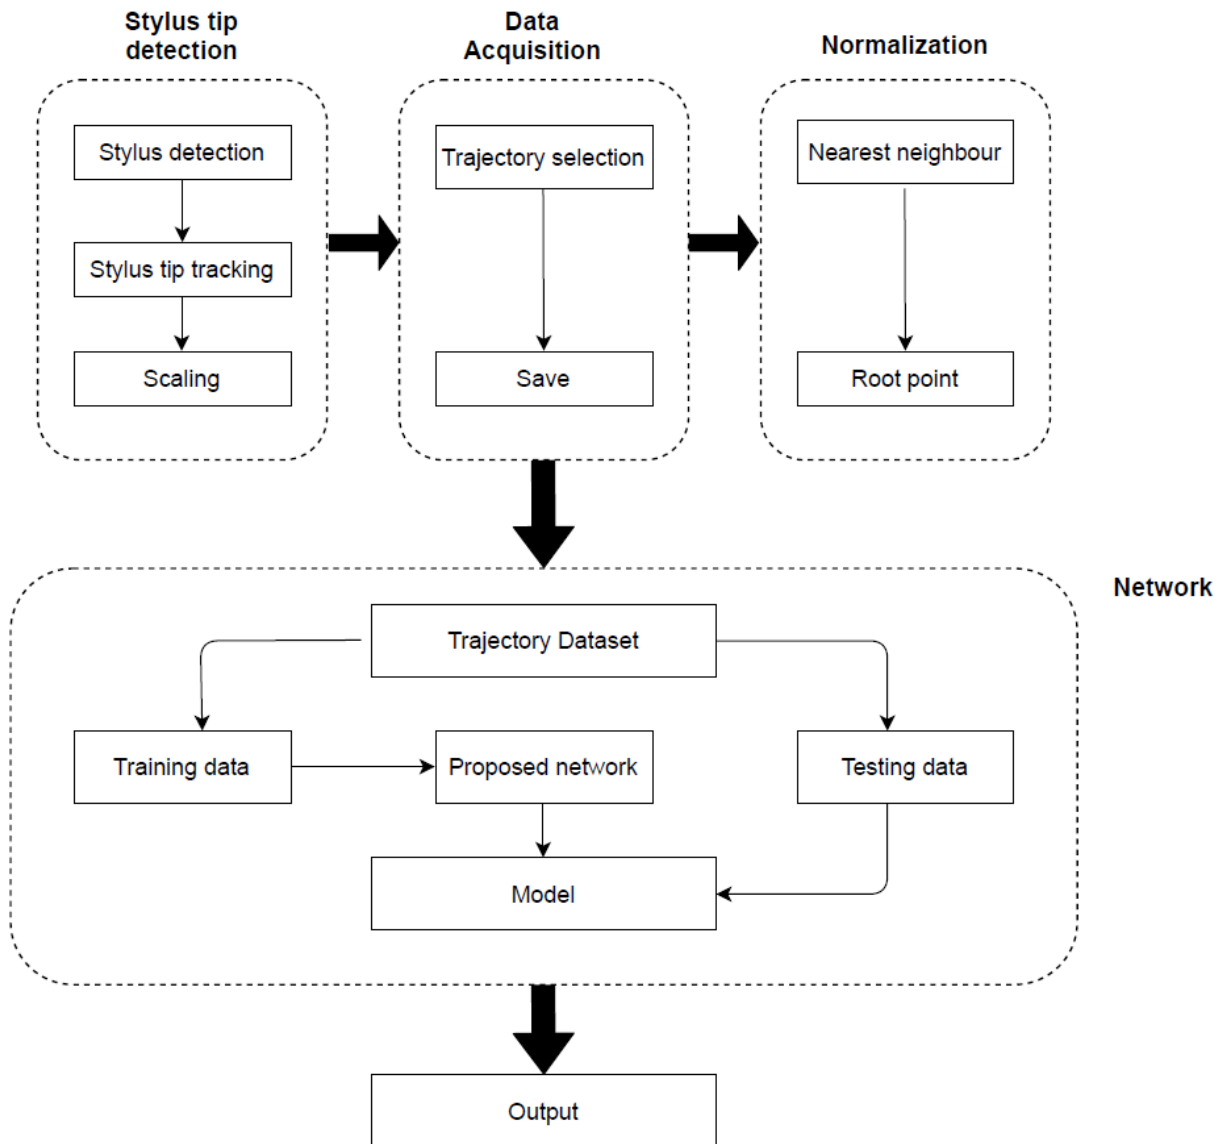 Stylus tip
detection
Data
Acquisition
Normalization
Stylus detection
Stylus tip tracking
Scaling
Trajectory selection
Save
Nearest neighbour
Root point
Network
Trajectory Dataset
Training data
Proposed network
Testing data
Model
Output